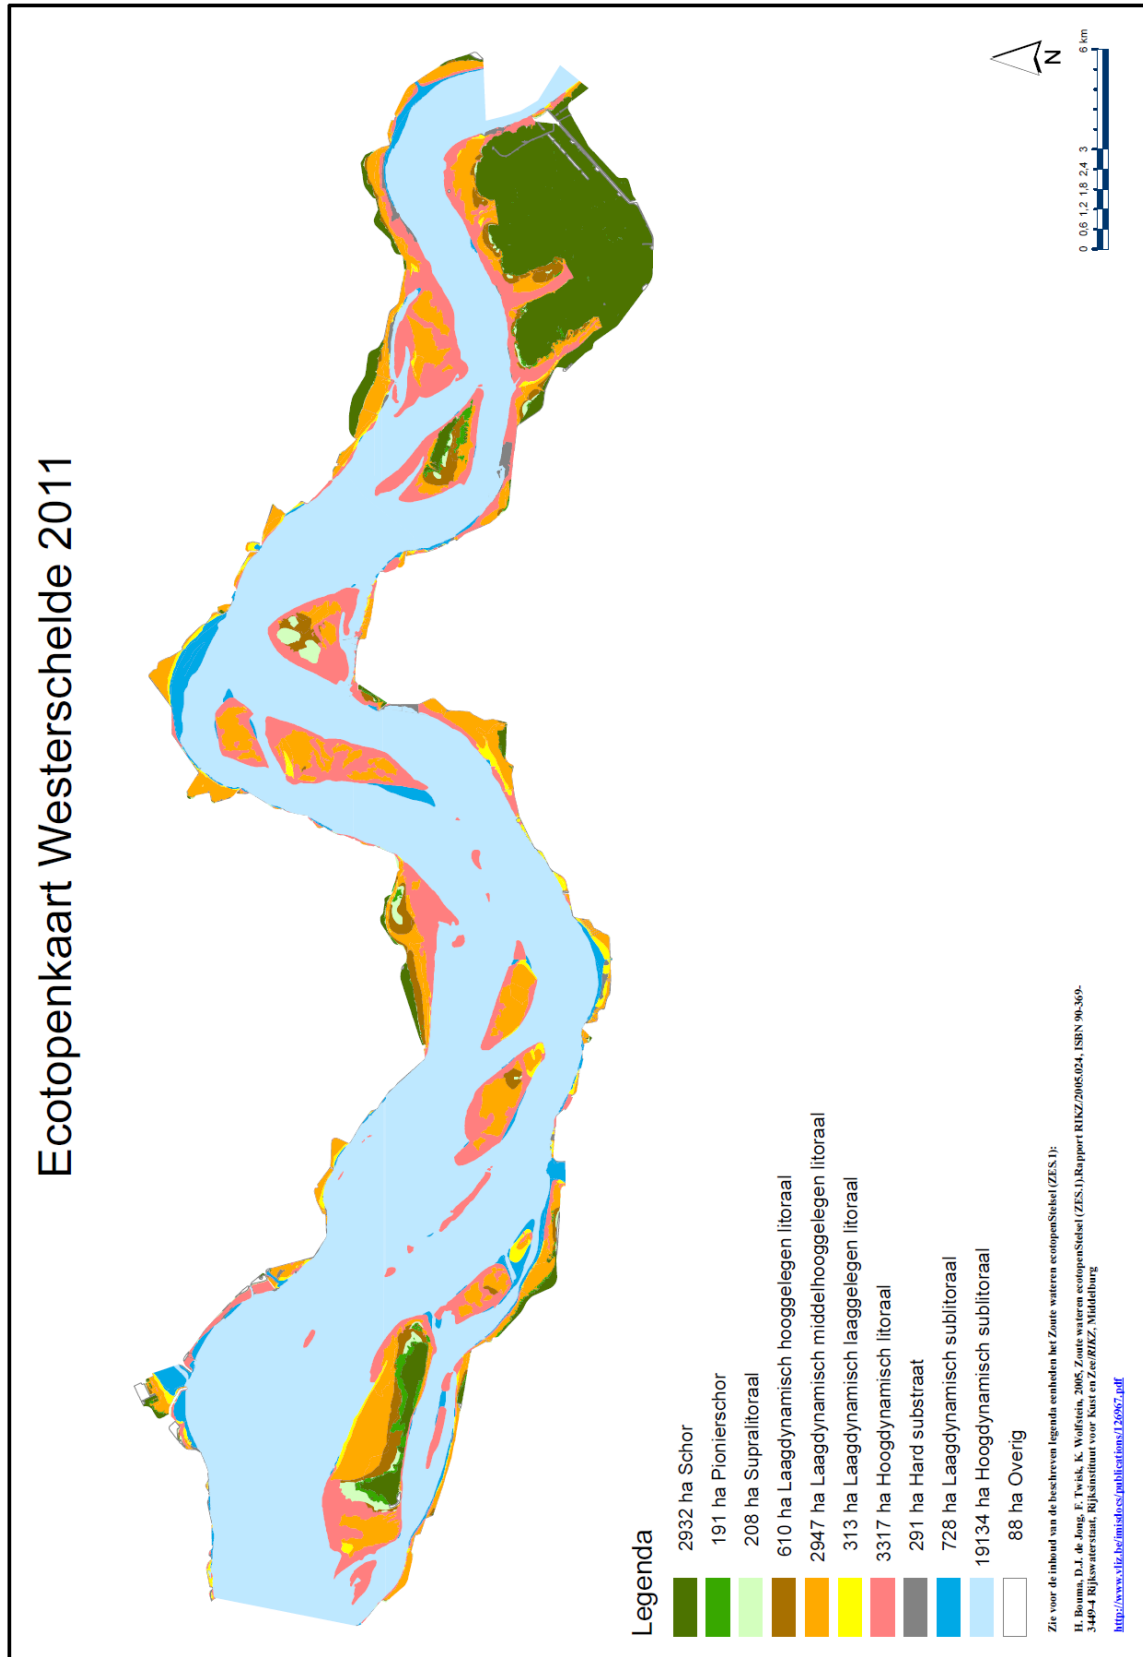 Ecotopenkaart Westerschelde 2011
N
0 0,6 1,2 1,8 2,4 3 6 km
Legenda
2932 ha Schor
191 ha Pionierschor
208 ha Supralitoraal
610 ha Laagdynamisch hooggelegen litoraal
2947 ha Laagdynamisch middelhooggelegen litoraal
313 ha Laagdynamisch laaggelegen litoraal
3317 ha Hoogdynamisch litoraal
291 ha Hard substraat
728 ha Laagdynamisch sublitoraal
19134 ha Hoogdynamisch sublitoraal
88 ha Overig
Zie voor de inhoud van de beschreven legenda eenheden het Zoute wateren ecotopenStelsel (ZES.1):
H. Bouma, D.J. de Jong, F. Twisk, K. Wolfstein, 2005. Zoute wateren ecotopenStelsel (ZES.1).Rapport RIKZ/2005.024, ISBN 90-369-
3449-4 Rijkswaterstaat, Rijksinstituut voor Kust en Zee/RIKZ, Middelburg
http://www.vliz.be/imisdocs/publications/126967.pdf